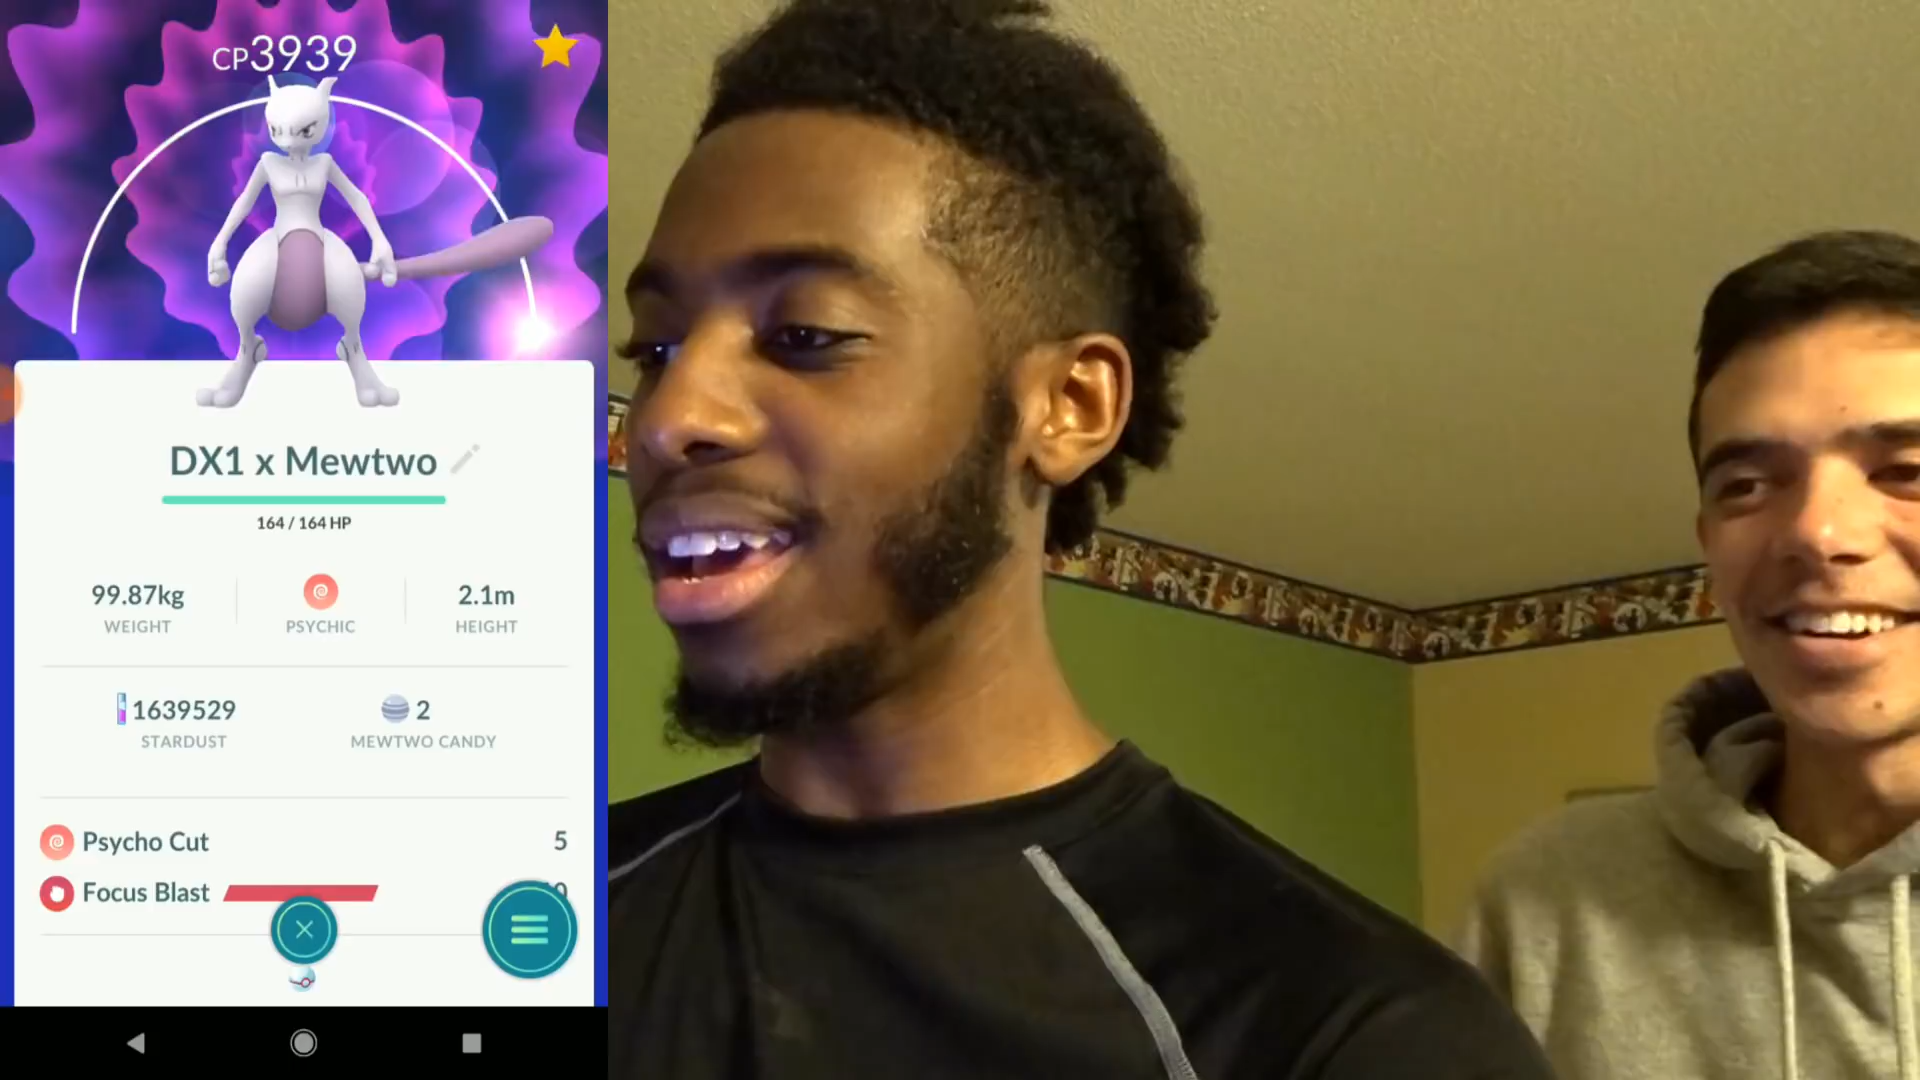 CP3939
DX1 x Mewtwo
164 / 164 HP
99.87kg
WEIGHT
PSYCHIC
2.1m
HEIGHT
1639529
STARDUST
2
MEWTWO CANDY
Psycho Cut 5
Focus Blast